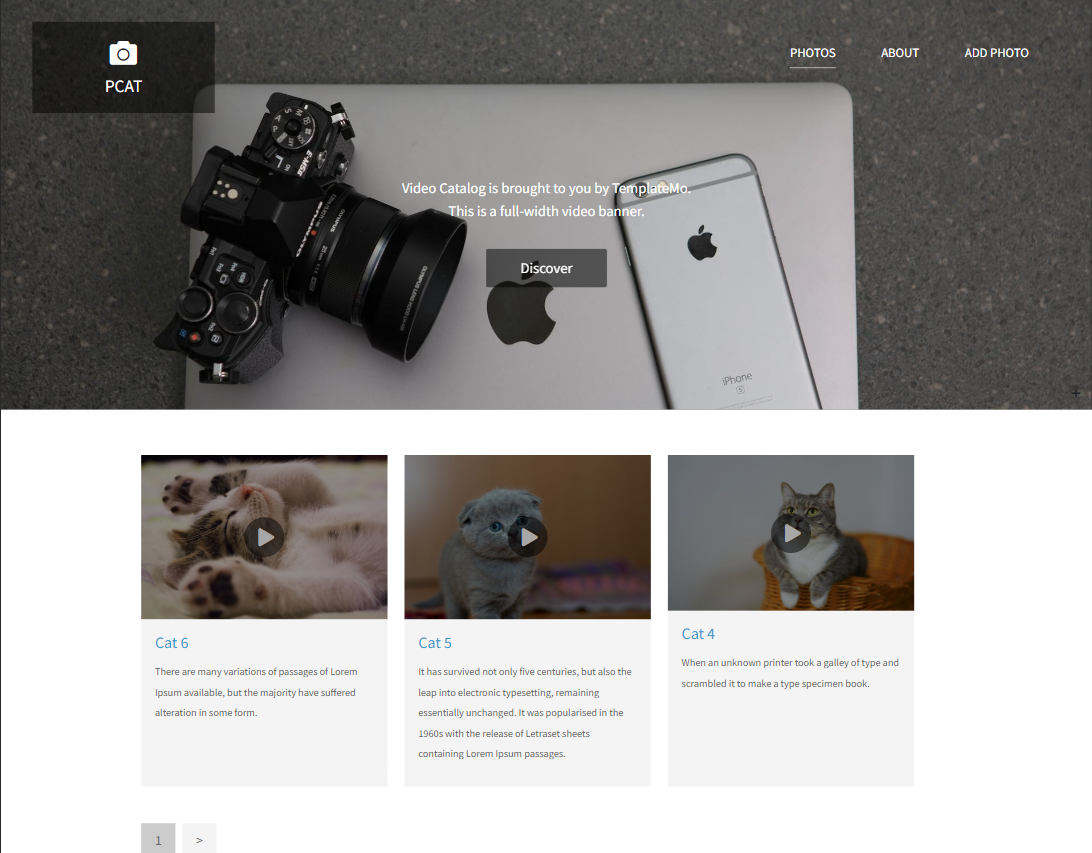 PCAT
PHOTOS
ABOUT
ADD PHOTO
Video Catalog is brought to you by TemplateMo.
This is a full-width video banner.
Discover
E-M5
OLYMPUS
iPhone
S
Cat 6
There are many variations of passages of Lorem
Ipsum available, but the majority have suffered
alteration in some form.
Cat 5
It has survived not only five centuries, but also the
leap into electronic typesetting, remaining
essentially unchanged. It was popularised in the
1960s with the release of Letraset sheets
containing Lorem Ipsum passages.
Cat 4
When an unknown printer took a galley of type and
scrambled it to make a type specimen book.
1
>